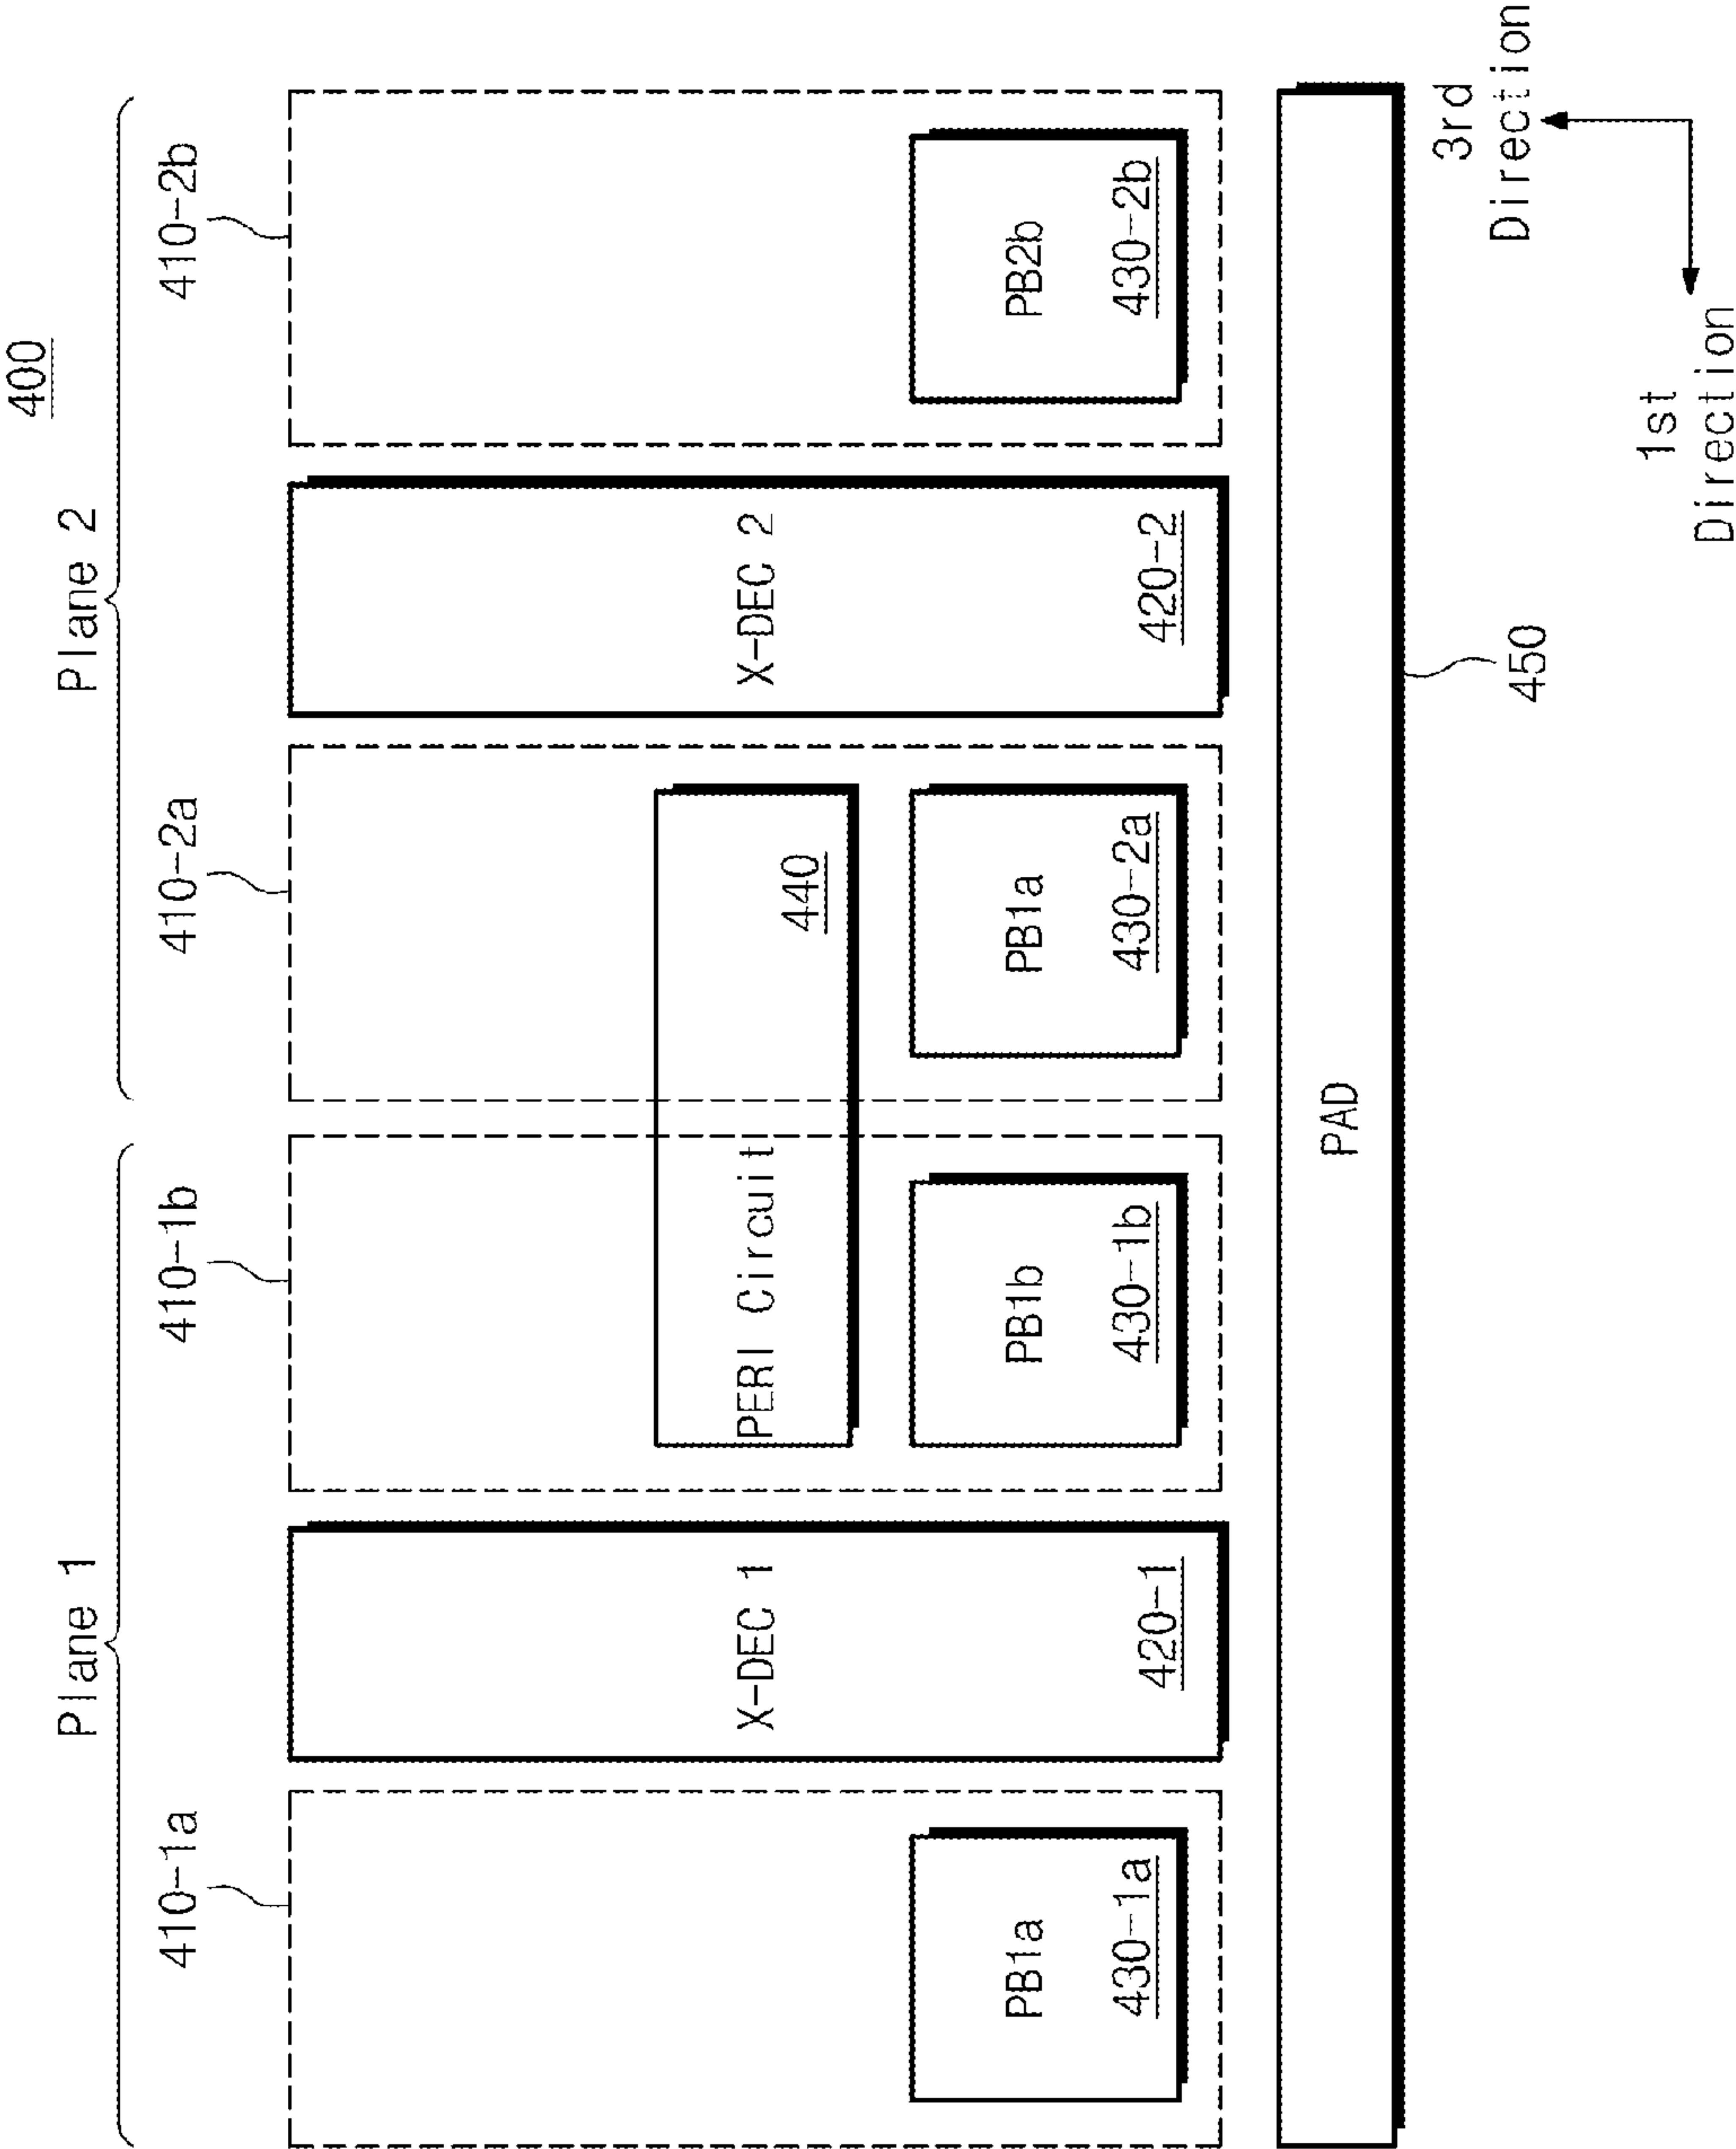 400
Plane 1
Plane 2
410-1a
410-1b
410-2a
410-2b
X-DEC 1
420-1
X-DEC 2
420-2
PERI Circuit
440
PB1a
430-1a
PB1b
430-1b
PB1a
430-2a
PB2b
430-2b
PAD
450
3rd
Direction
1st
Direction